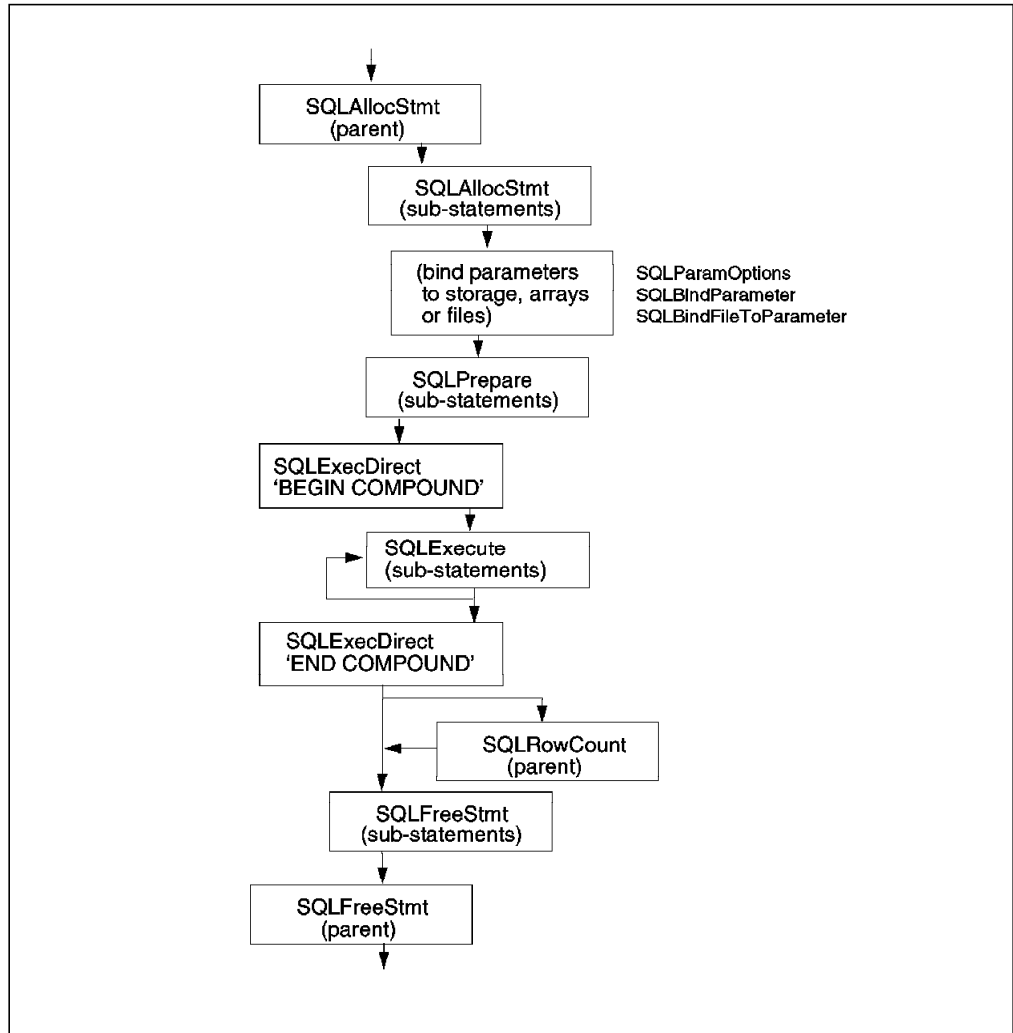 SQLAllocStmt
(parent)
SQLAllocStmt
(sub-statements)
(bind parameters
to storage, arrays
or files)
SQLParamOptions
SQLBindParameter
SQLBindFileToParameter
SQLPrepare
(sub-statements)
SQLExecDirect
‘BEGIN COMPOUND’
SQLExecute
(sub-statements)
SQLExecDirect
‘END COMPOUND’
SQLRowCount
(parent)
SQLFreeStmt
(sub-statements)
SQLFreeStmt
(parent)